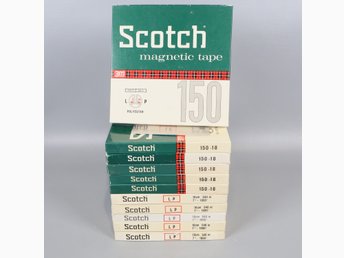 Scotch
magnetic tape
3M
L P
POLYESTER
150
Scotch 150-18
Scotch 150-18
Scotch 150-18
Scotch 150-18
Scotch 150-18
Scotch LP
Scotch LP
Scotch LP
Scotch LP
Scotch LP